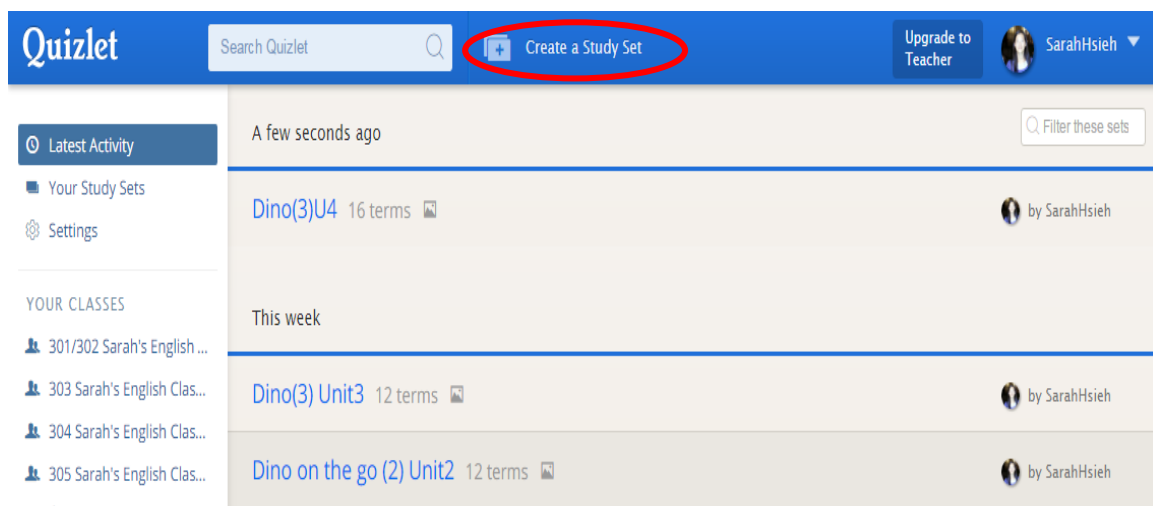 Quizlet
Search Quizlet
Create a Study Set
Upgrade to
Teacher
SarahHsieh
Latest Activity
Your Study Sets
Settings
YOUR CLASSES
301/302 Sarah's English ...
303 Sarah's English Clas...
304 Sarah's English Clas...
305 Sarah's English Clas...
A few seconds ago
Filter these sets
Dino(3)U4 16 terms
by SarahHsieh
This week
Dino(3) Unit3 12 terms
by SarahHsieh
Dino on the go (2) Unit2 12 terms
by SarahHsieh